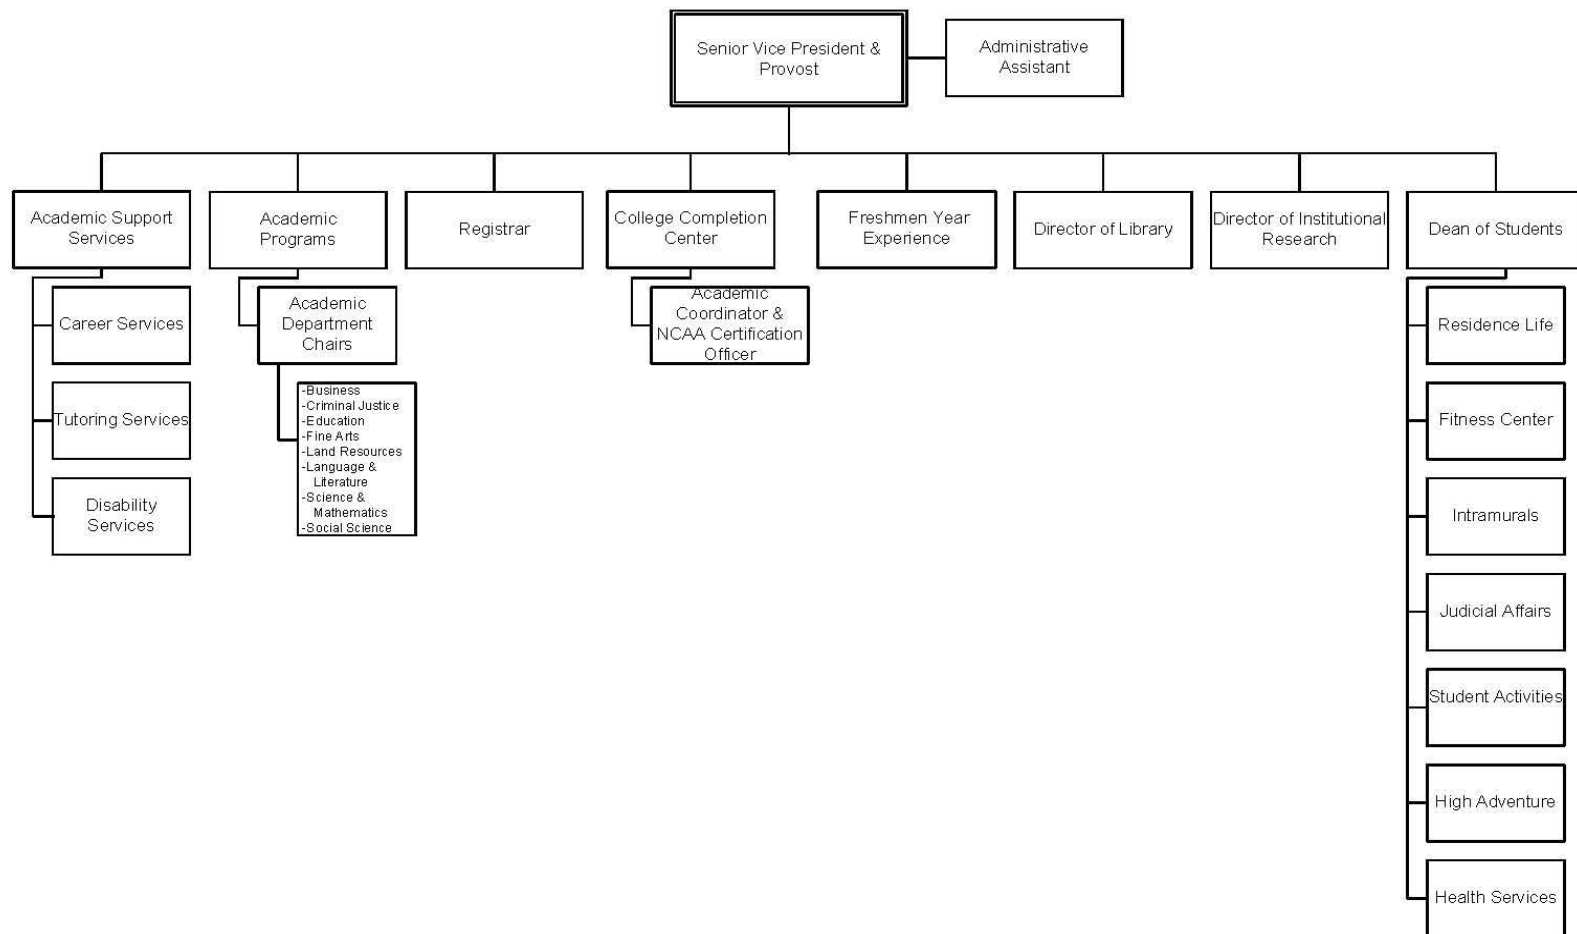 Senior Vice President &
Provost
Administrative
Assistant
Academic Support
Services
Academic
Programs
Registrar
College Completion
Center
Freshmen Year
Experience
Director of Library
Director of Institutional
Research
Dean of Students
Career Services
Tutoring Services
Disability
Services
Academic
Department
Chairs
-Business
-Criminal Justice
-Education
-Fine Arts
-Land Resources
-Language &
Literature
-Science &
Mathematics
-Social Science
Academic
Coordinator &
NCAA Certification
Officer
Residence Life
Fitness Center
Intramurals
Judicial Affairs
Student Activities
High Adventure
Health Services